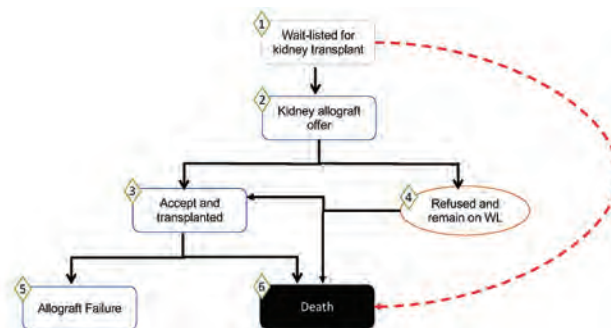 1
Wait-listed for
kidney transplant
2
Kidney allograft
offer
3
Accept and
transplanted
4
Refused and
remain on WL
5
Allograft Failure
6
Death